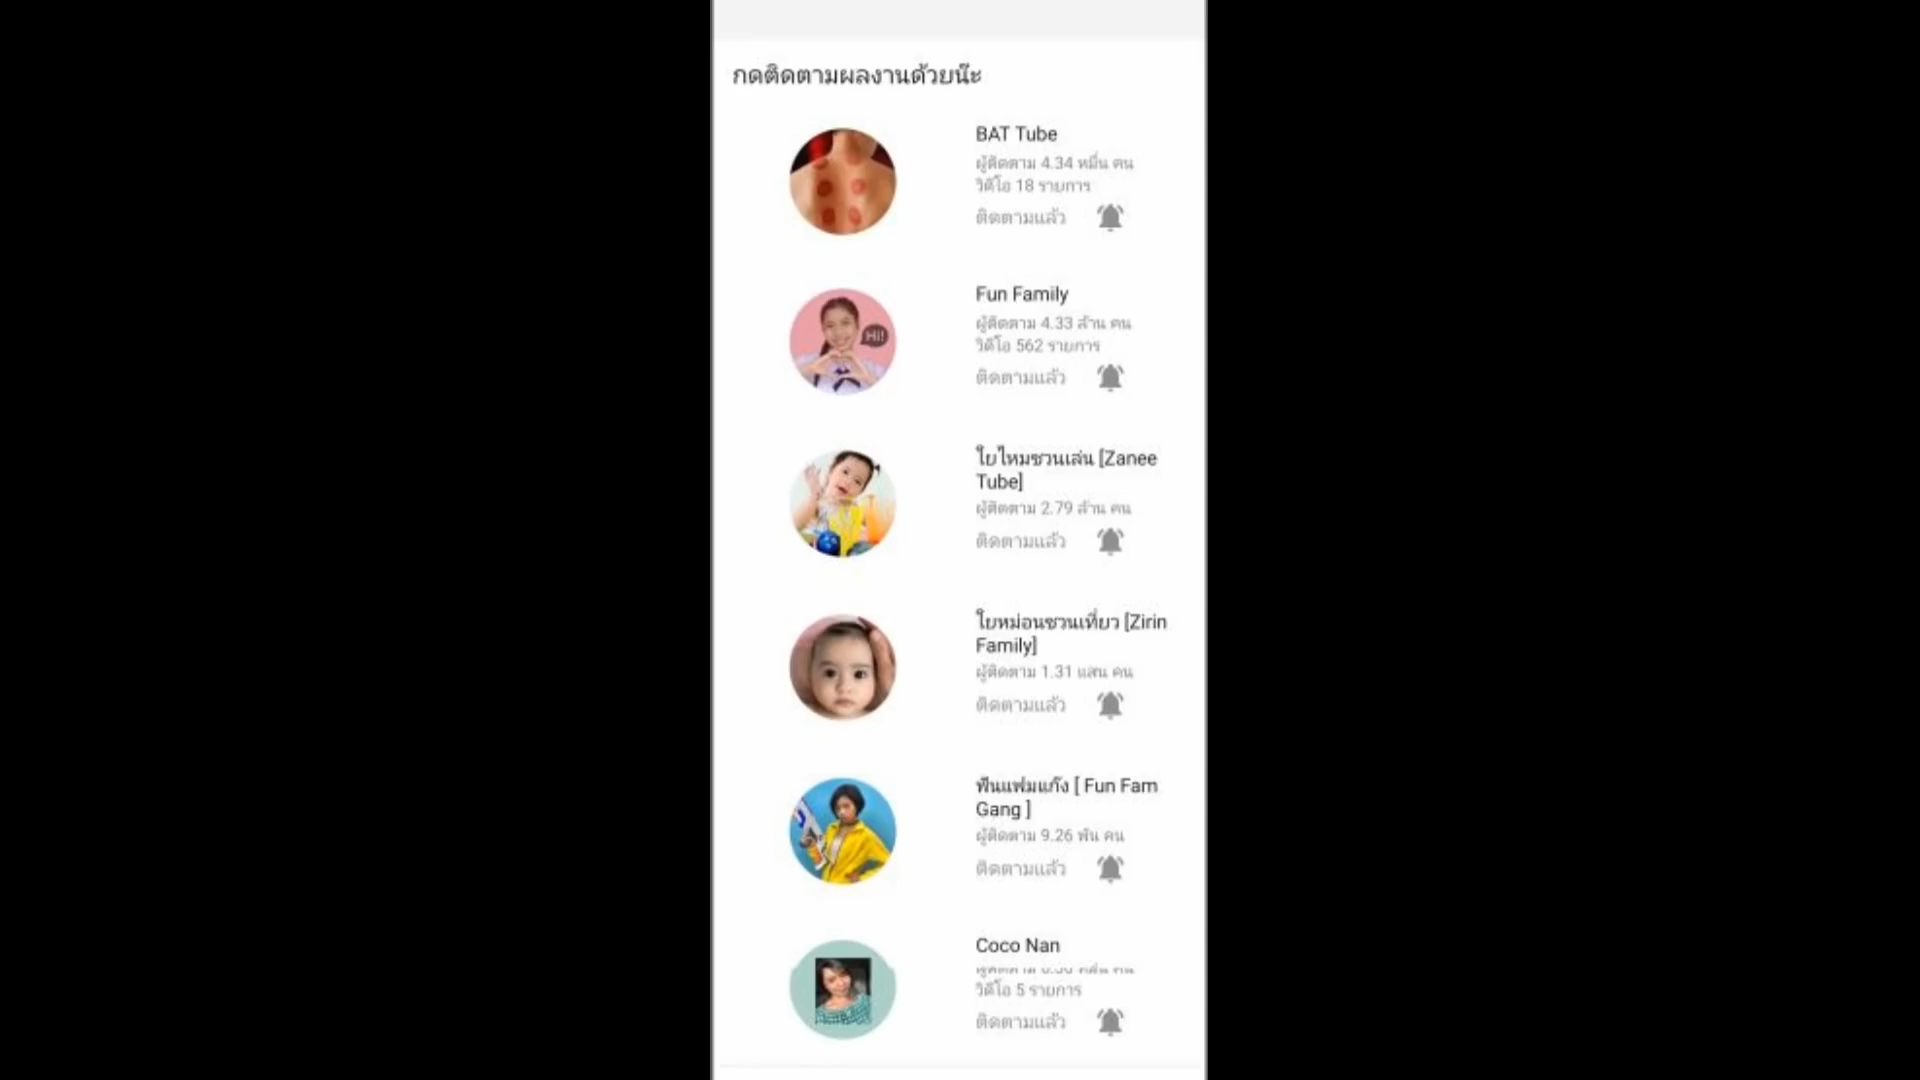 กดติดตามผลงานด้วยน๊ะ
BAT Tube
ผู้ติดตาม 4.34 หมื่น คน
วิดีโอ 18 รายการ
ติดตามแล้ว
Fun Family
Hi!
ผู้ติดตาม 4.33 ล้าน คน
วิดีโอ 562 รายการ
ติดตามแล้ว
ใยไหมชวนเล่น [Zanee
Tube]
ผู้ติดตาม 2.79 ล้าน คน
ติดตามแล้ว
ใยหม่อนชวนเที่ยว [Zirin
Family]
ผู้ติดตาม 1.31 แสน คน
ติดตามแล้ว
ฟันแฟมแก๊ง [ Fun Fam
Gang ]
ผู้ติดตาม 9.26 พัน คน
ติดตามแล้ว
Coco Nan
วิดีโอ 5 รายการ
ติดตามแล้ว